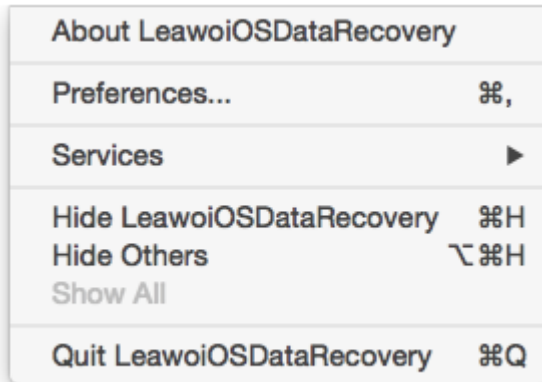 About LeawoiOSDataRecovery
Preferences... ⌘,
Services ▶
Hide LeawoiOSDataRecovery ⌘H
Hide Others ⌥⌘H
Show All
Quit LeawoiOSDataRecovery ⌘Q